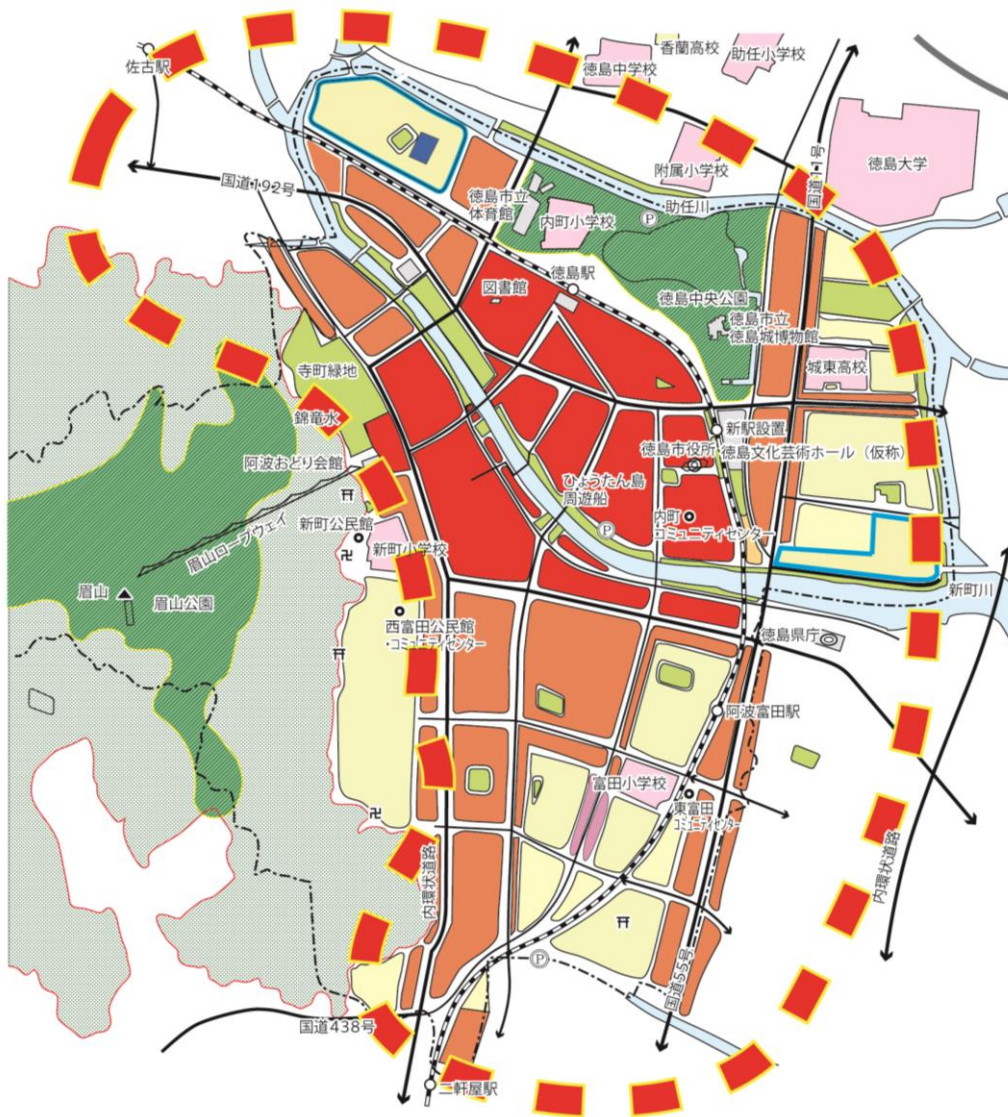 香蘭高校
助任小学校
徳島中学校
佐古駅
国道11号
徳島大学
附属小学校
国道192号
徳島市立
体育館
内町小学校
助任川
P
徳島駅
図書館
徳島中央公園
徳島市立
徳島城博物館
城東高校
寺町緑地
錦竜水
新駅設置
徳島市役所
徳島文化芸術ホール（仮称）
阿波おどり会館
ひょうたん島
周遊船
新町公民館
眉山ロープウェイ
新町小学校
内町
コミュニティセンター
P
眉山
眉山公園
新町川
西富田公民館
・コミュニティセンター
徳島県庁
阿波富田駅
富田小学校
東富田
コミュニティセンター
内環状道路
内環状道路
P
国道55号
国道438号
二軒屋駅